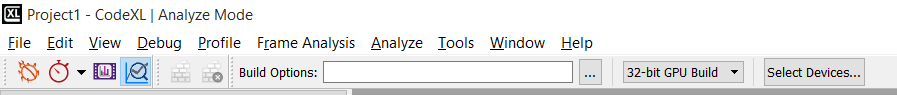 XL Project1 - CodeXL | Analyze Mode
File Edit View Debug Profile Frame Analysis Analyze Tools Window Help
Build Options: ... 32-bit GPU Build Select Devices...